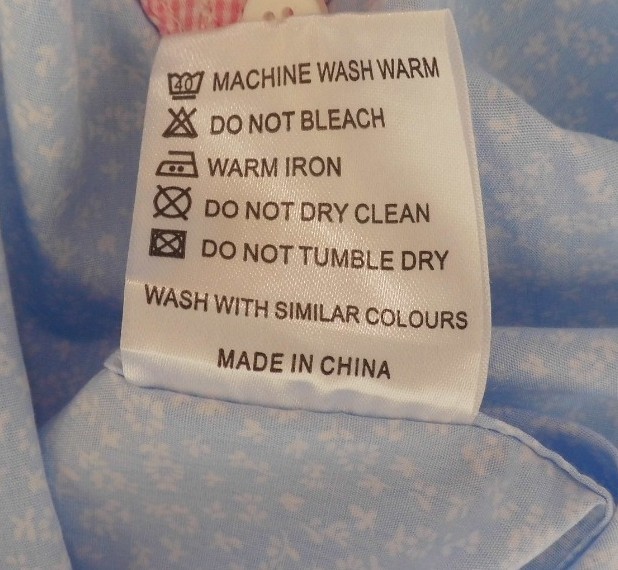 40 MACHINE WASH WARM
DO NOT BLEACH
WARM IRON
DO NOT DRY CLEAN
DO NOT TUMBLE DRY
WASH WITH SIMILAR COLOURS
MADE IN CHINA